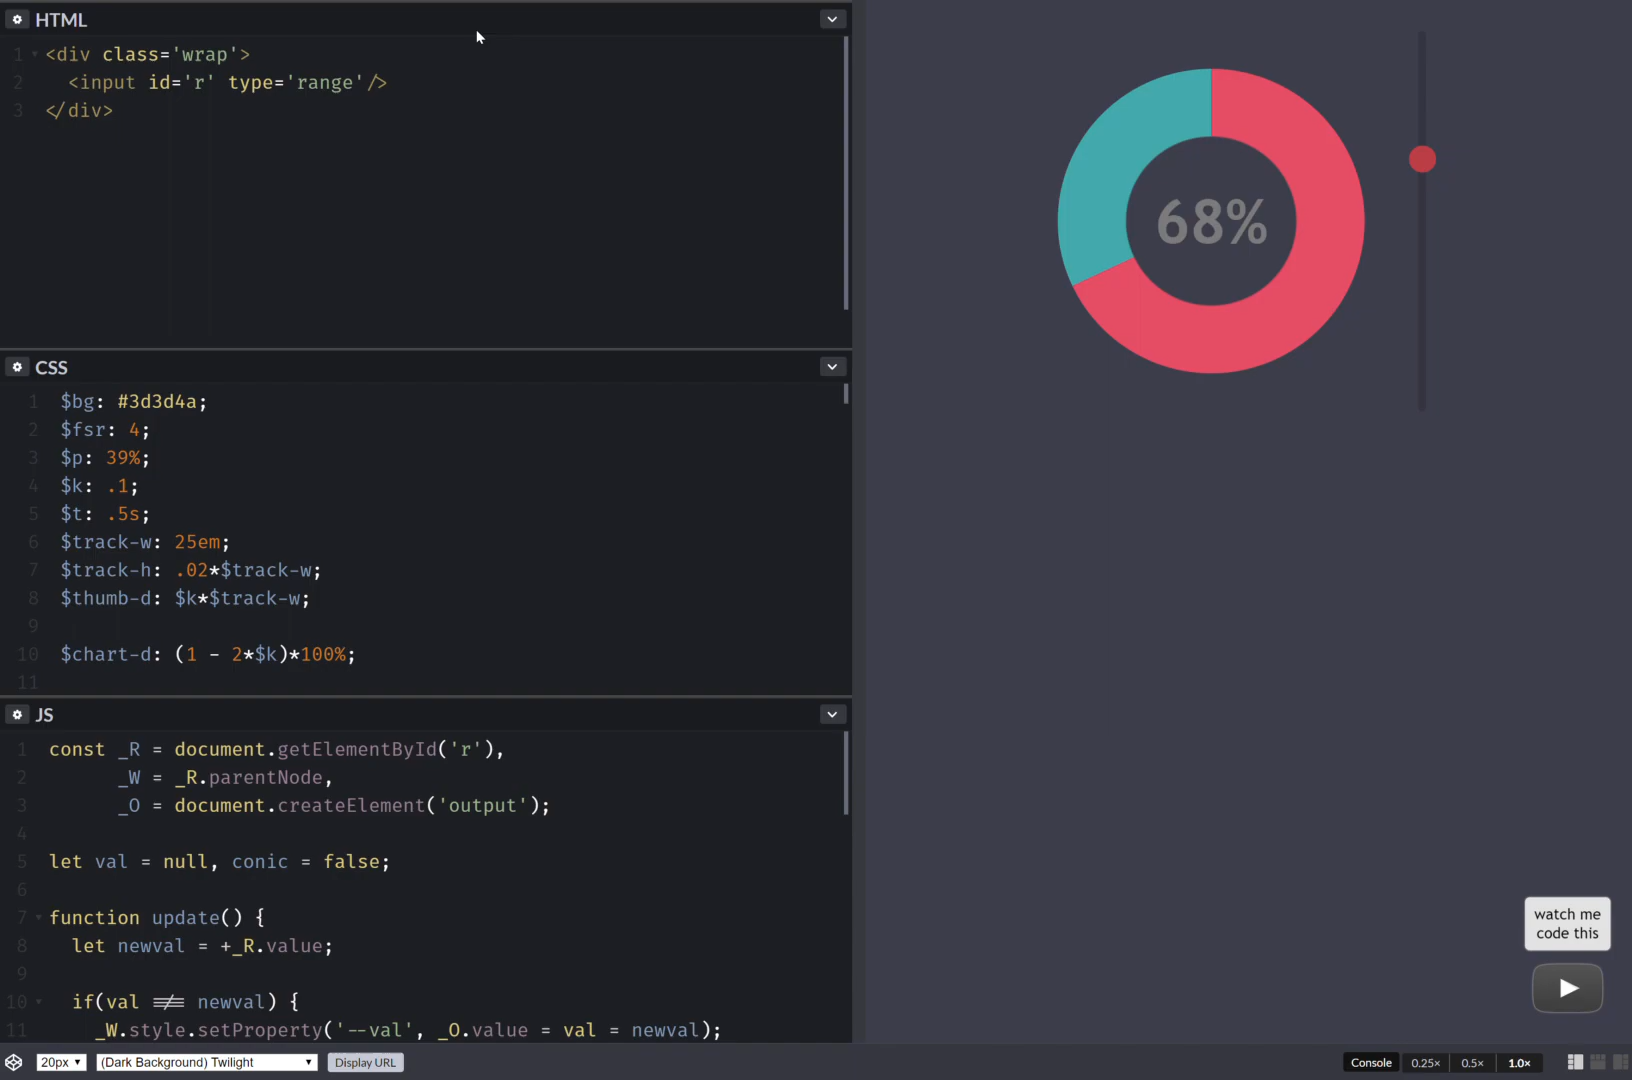 HTML
1 <div class='wrap'>
2 <input id='r' type='range'/>
3 </div>
CSS
1 $bg: #3d3d4a;
2 $fsr: 4;
3 $p: 39%;
4 $k: .1;
5 $t: .5s;
6 $track-w: 25em;
7 $track-h: .02*$track-w;
8 $thumb-d: $k*$track-w;
9
10 $chart-d: (1 - 2*$k)*100%;
11
JS
1 const _R = document.getElementById('r'),
2 _W = _R.parentNode,
3 _O = document.createElement('output');
4
5 let val = null, conic = false;
6
7 function update() {
8 let newval = +_R.value;
9
10 if(val !== newval) {
11 _W.style.setProperty('--val', _O.value = val = newval);
68%
watch me
code this
20px (Dark Background) Twilight Display URL
Console 0.25× 0.5× 1.0×